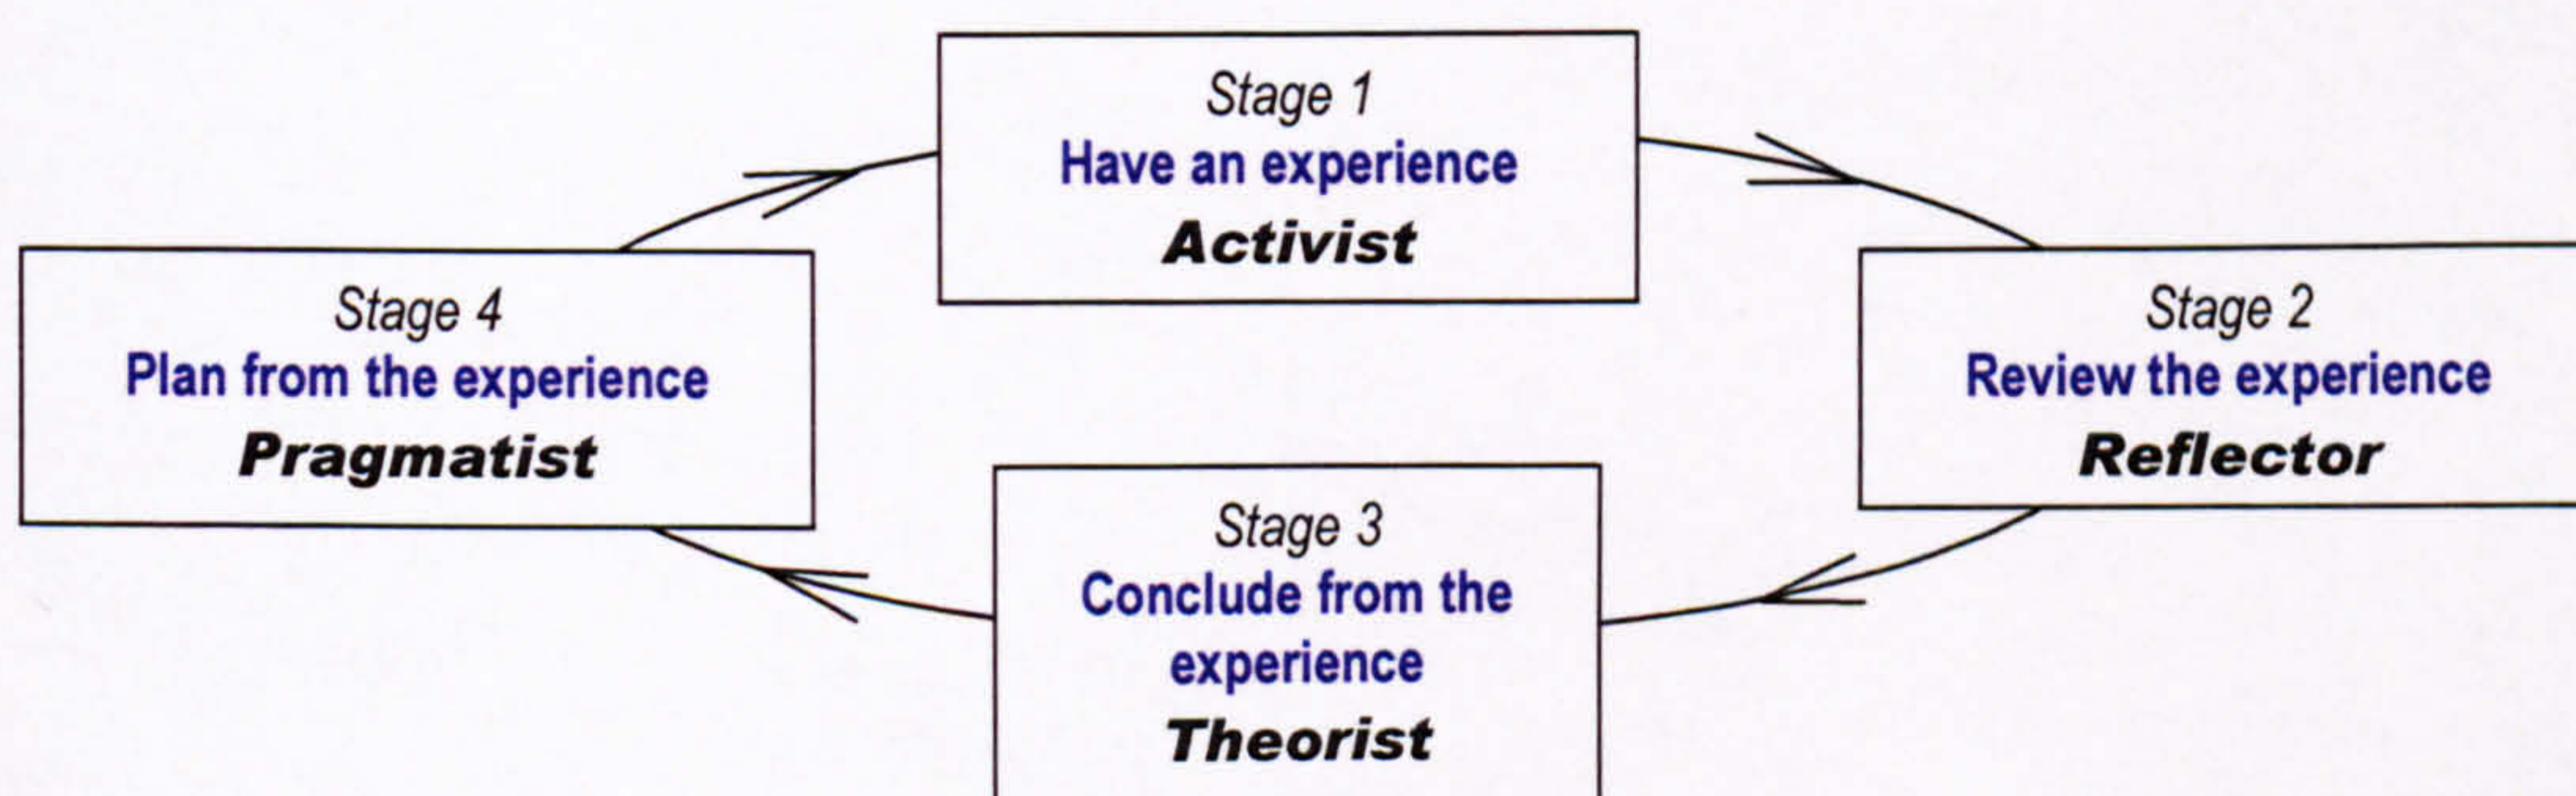 Stage 1
Have an experience
Activist
Stage 2
Review the experience
Reflector
Stage 3
Conclude from the
experience
Theorist
Stage 4
Plan from the experience
Pragmatist